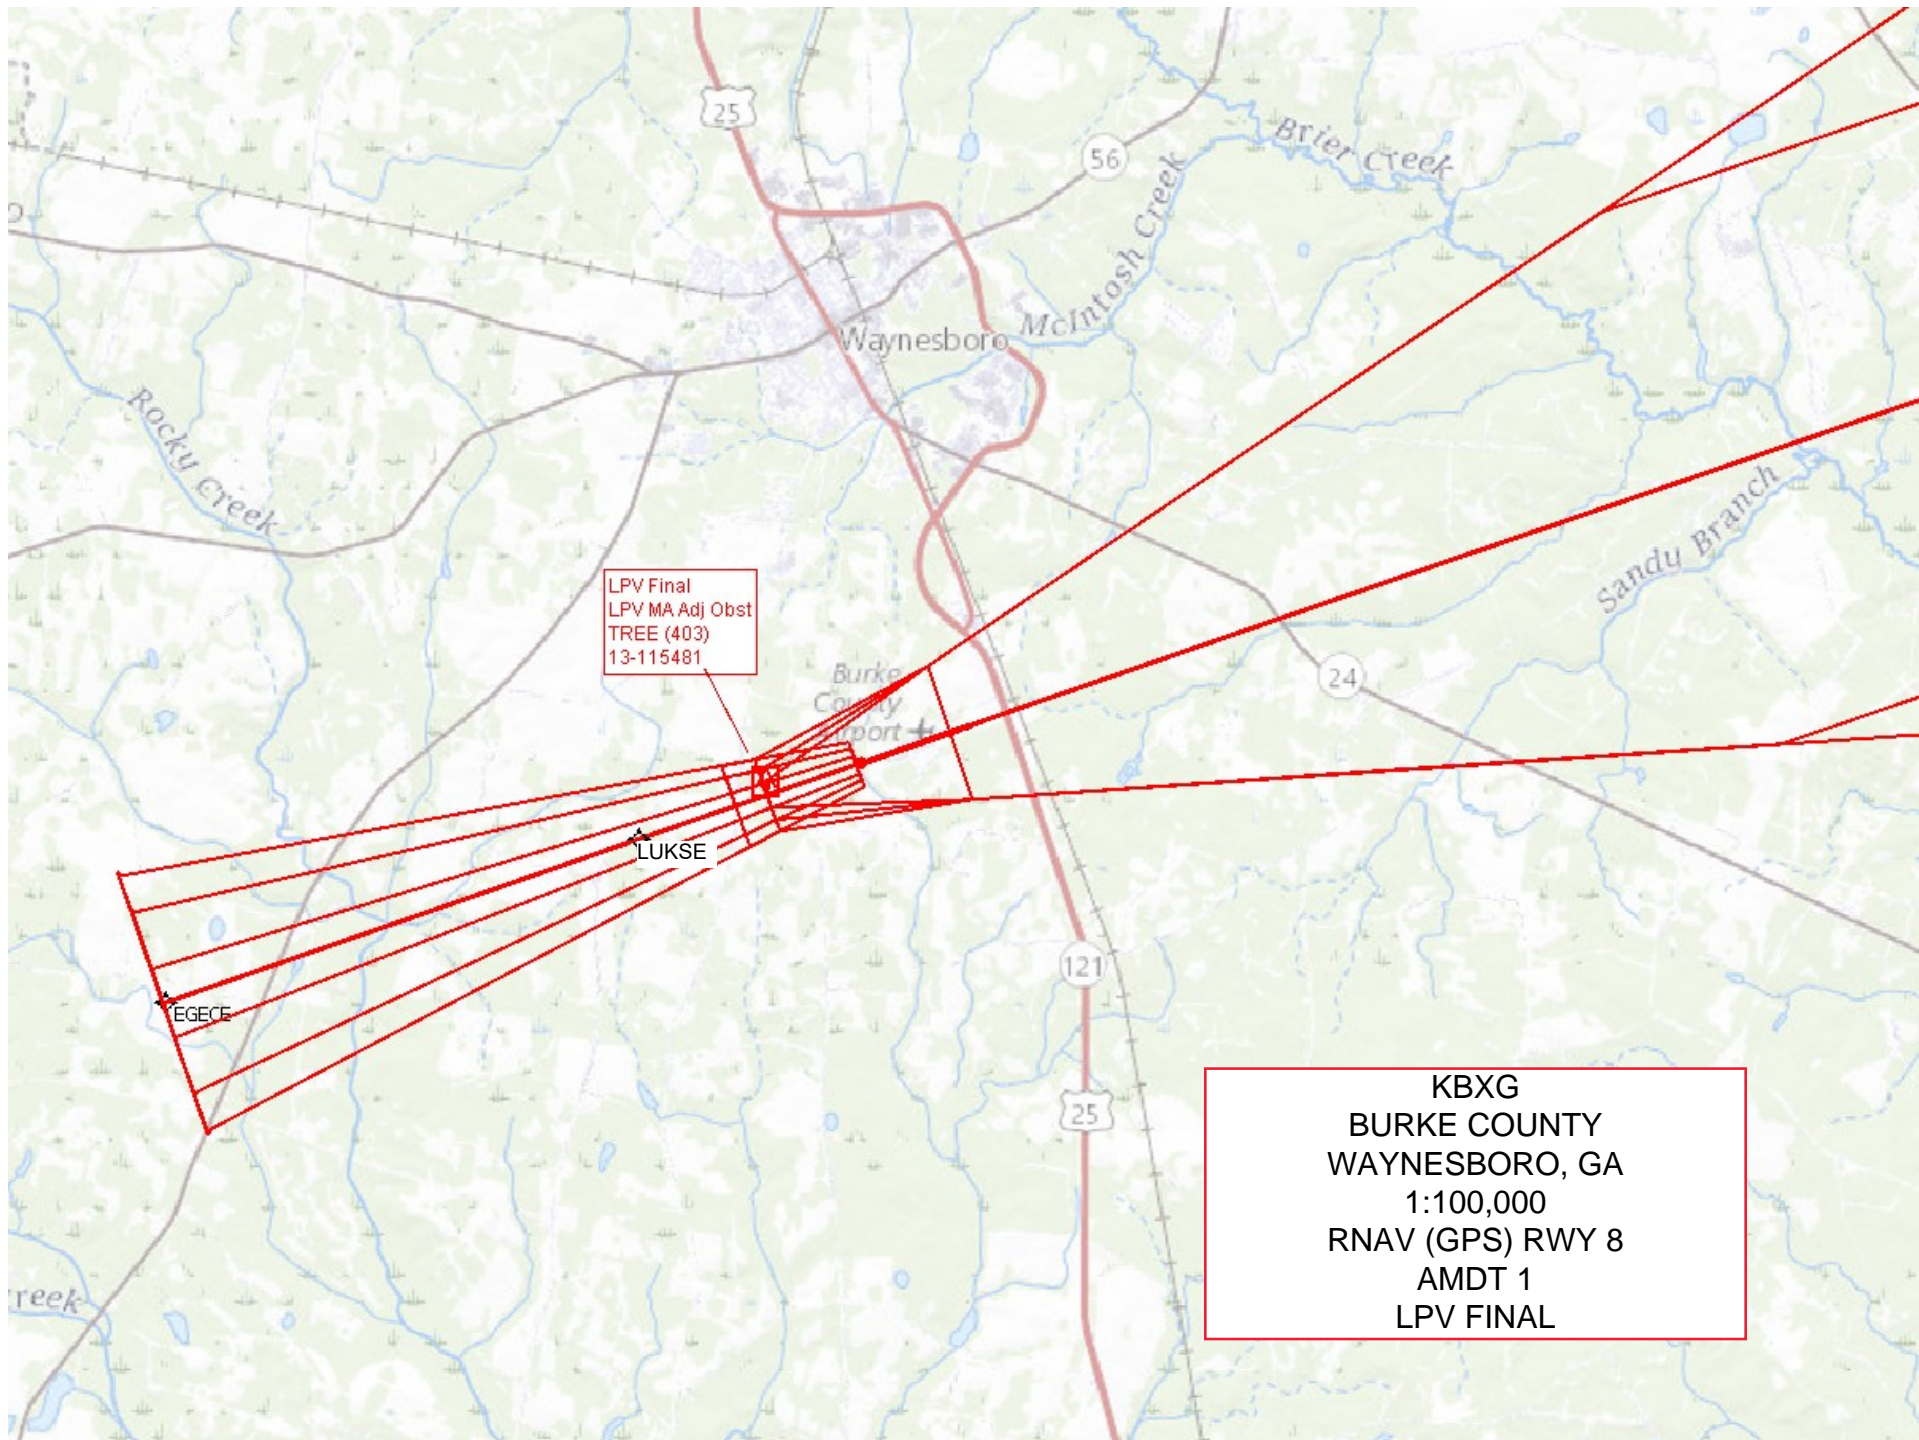 25
56
Brier Creek
McIntosh Creek
Waynesboro
Rocky Creek
Sandy Branch
LPV Final
LPV MA Adj Obst
TREE (403)
13-115481
Burke
County
irport
24
LUKSE
EGECE
121
25
reek
KBXG
BURKE COUNTY
WAYNESBORO, GA
1:100,000
RNAV (GPS) RWY 8
AMDT 1
LPV FINAL